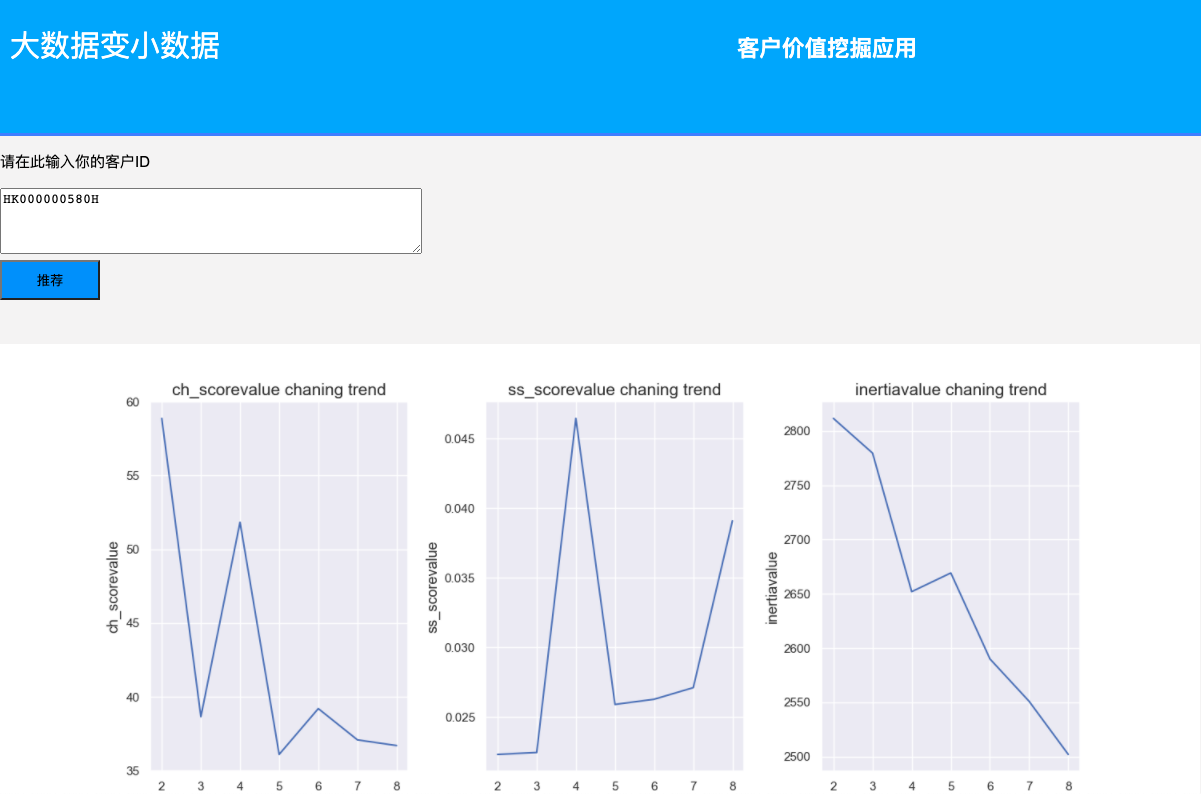 大数据变小数据
客户价值挖掘应用
请在此输入你的客户ID
HK000000580H
推荐
ch_scorevalue chaning trend
60
55
50
45
40
35
ch_scorevalue
2 3 4 5 6 7 8
ss_scorevalue chaning trend
0.045
0.040
0.035
0.030
0.025
ss_scorevalue
2 3 4 5 6 7 8
inertiavalue chaning trend
2800
2750
2700
2650
2600
2550
2500
inertiavalue
2 3 4 5 6 7 8